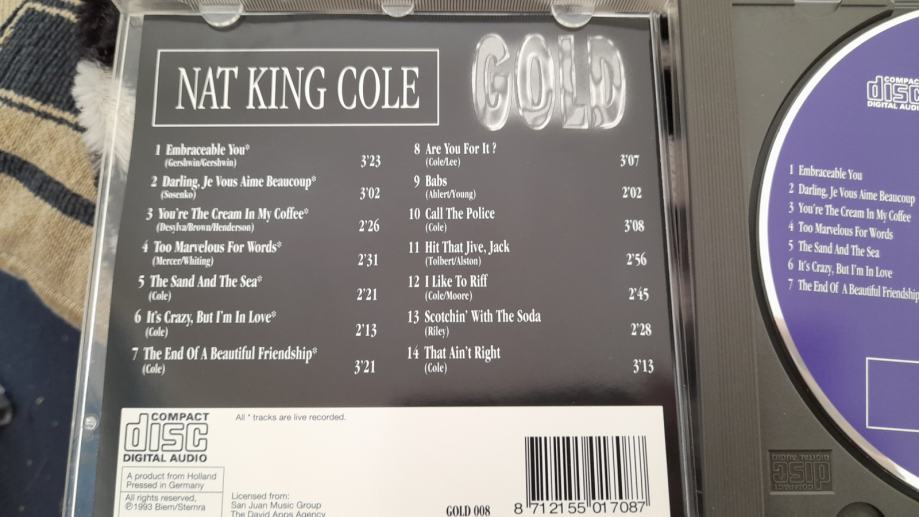 NAT KING COLE
GOLD
1 Embraceable You*
(Gershwin/Gershwin)
3'23
2 Darling, Je Vous Aime Beaucoup*
(Sosenko)
3'02
3 You're The Cream In My Coffee*
(Desylva/Brown/Henderson)
2'26
4 Too Marvelous For Words*
(Mercer/Whiting)
2'31
5 The Sand And The Sea*
(Cole)
2'21
6 It's Crazy, But I'm In Love*
(Cole)
2'13
7 The End Of A Beautiful Friendship*
(Cole)
3'21
8 Are You For It ?
(Cole/Lee)
3'07
9 Babs
(Ahlert/Young)
2'02
10 Call The Police
(Cole)
3'08
11 Hit That Jive, Jack
(Tolbert/Alston)
2'56
12 I Like To Riff
(Cole/Moore)
2'45
13 Scotchin' With The Soda
(Riley)
2'28
14 That Ain't Right
(Cole)
3'13
COMPACT
disc
DIGITAL AUDIO
All * tracks are live recorded.
A product from Holland
Pressed in Germany
All rights reserved,
℗1993 Biem/Stemra
Licensed from:
San Juan Music Group
The David Apps Agency
GOLD 008
8 712155 017087
COMPACT
disc
DIGITAL AUDIO
1 Embraceable You
2 Darling, Je Vous Aime Beaucoup
3 You're The Cream In My Coffee
4 Too Marvelous For Words
5 The Sand And The Sea
6 It's Crazy, But I'm In Love
7 The End Of A Beautiful Friendship
COMPACT
disc
DIGITAL AUDIO